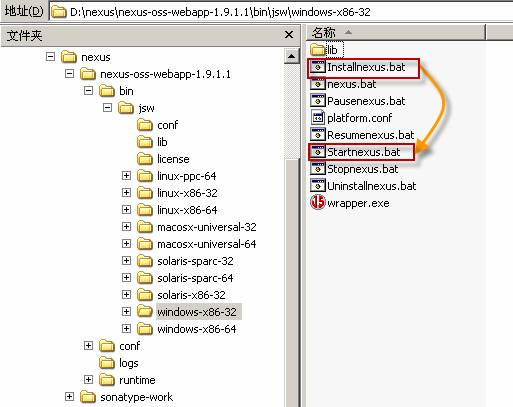 地址(D) D:\nexus\nexus-oss-webapp-1.9.1.1\bin\jsw\windows-x86-32
文件夹
nexus
nexus-oss-webapp-1.9.1.1
bin
jsw
conf
lib
license
linux-ppc-64
linux-x86-32
linux-x86-64
macosx-universal-32
macosx-universal-64
solaris-sparc-32
solaris-sparc-64
solaris-x86-32
windows-x86-32
windows-x86-64
conf
logs
runtime
sonatype-work
名称
lib
Installnexus.bat
nexus.bat
Pausenexus.bat
platform.conf
Resumenexus.bat
Startnexus.bat
Stopnexus.bat
Uninstallnexus.bat
wrapper.exe